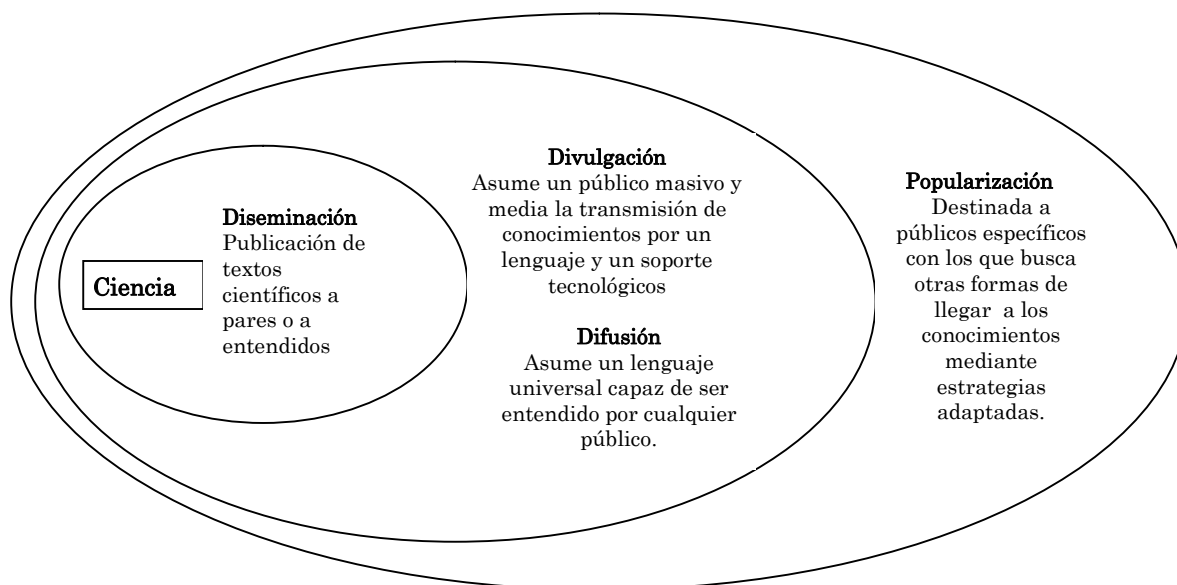 Ciencia
Diseminación
Publicación de
textos
científicos a
pares o a
entendidos
Divulgación
Asume un público masivo y
media la transmisión de
conocimientos por un
lenguaje y un soporte
tecnológicos
Difusión
Asume un lenguaje
universal capaz de ser
entendido por cualquier
público.
Popularización
Destinada a
públicos específicos
con los que busca
otras formas de
llegar a los
conocimientos
mediante
estrategias
adaptadas.